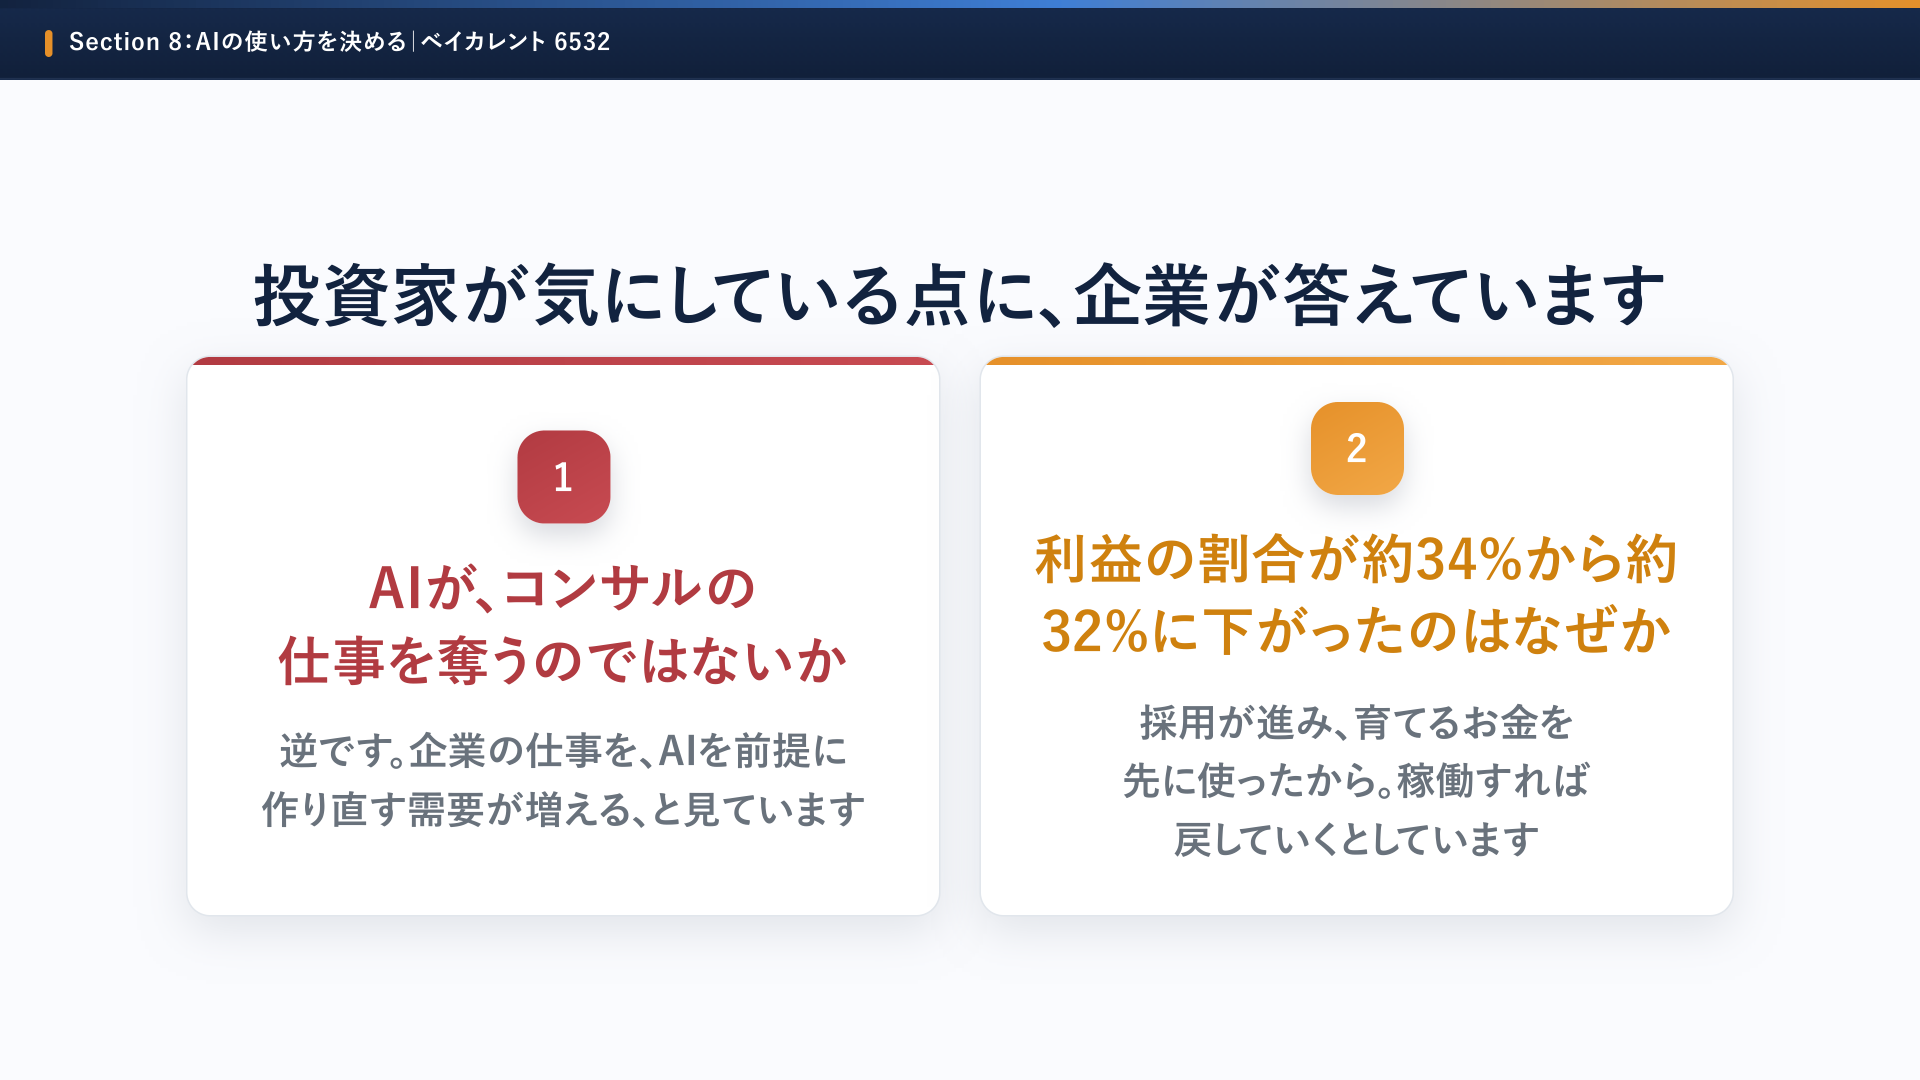 Section 8：AIの使い方を決める｜ベイカレント 6532
投資家が気にしている点に、企業が答えています
1
AIが、コンサルの
仕事を奪うのではないか
逆です。企業の仕事を、AIを前提に
作り直す需要が増える、と見ています
2
利益の割合が約34%から約
32%に下がったのはなぜか
採用が進み、育てるお金を
先に使ったから。稼働すれば
戻していくとしています